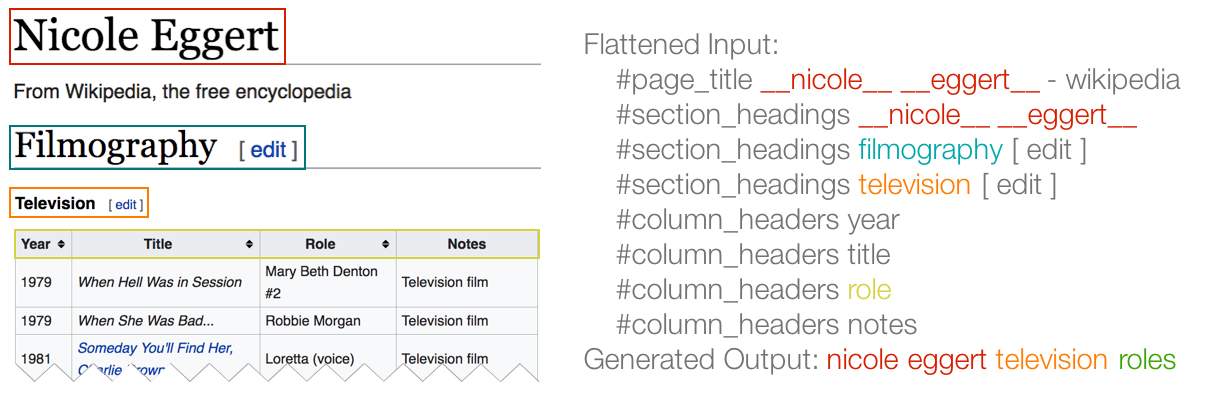 Nicole Eggert
From Wikipedia, the free encyclopedia
Filmography [ edit ]
Television [ edit ]
Year Title Role Notes
1979 When Hell Was in Session Mary Beth Denton #2 Television film
1979 When She Was Bad... Robbie Morgan Television film
1981 Someday You'll Find Her, Charlie Brown Loretta (voice) Television film
Flattened Input:
#page_title __nicole__ __eggert__ - wikipedia
#section_headings __nicole__ __eggert__
#section_headings filmography [ edit ]
#section_headings television [ edit ]
#column_headers year
#column_headers title
#column_headers role
#column_headers notes
Generated Output: nicole eggert television roles